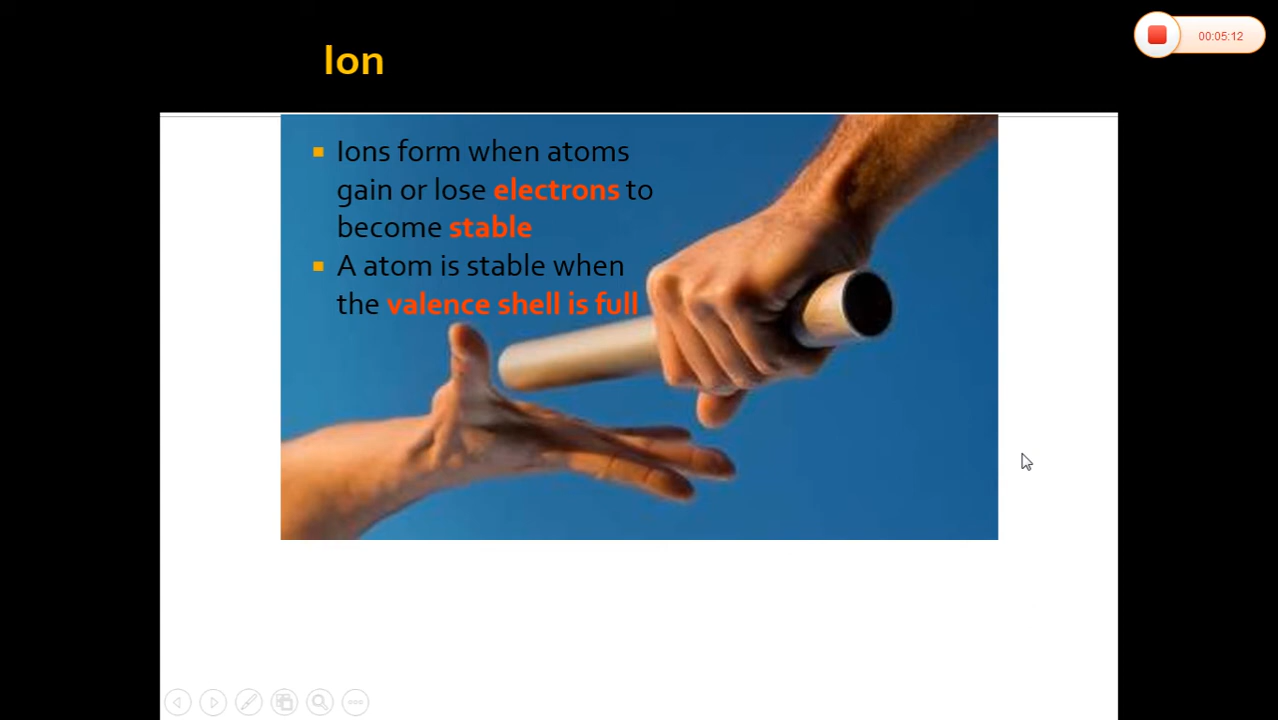 Ion
00:05:12
Ions form when atoms
gain or lose electrons to
become stable
A atom is stable when
the valence shell is full